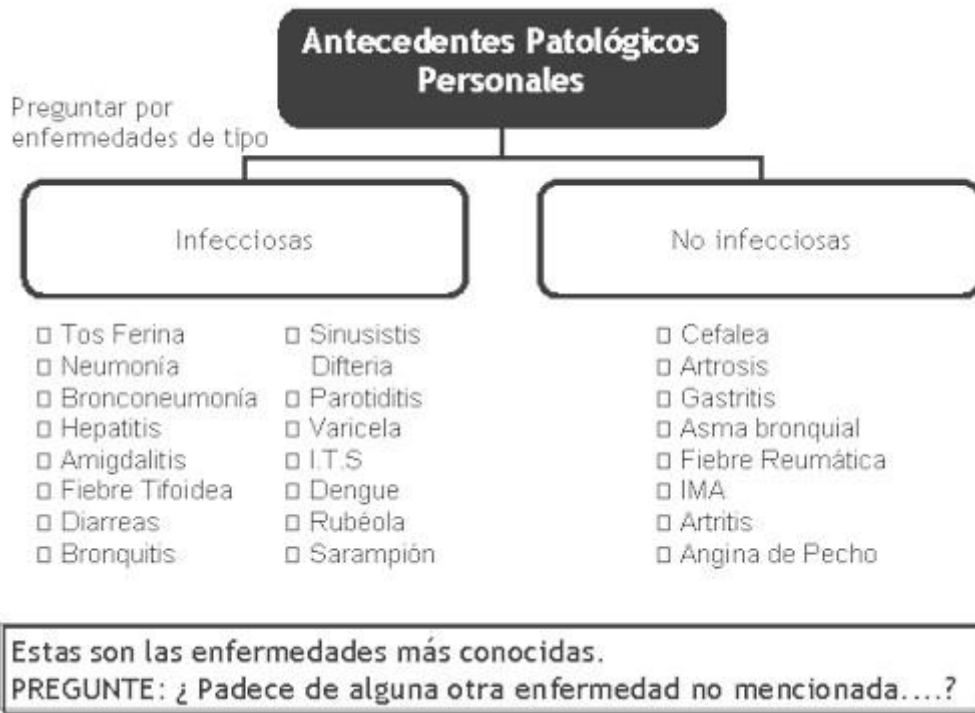 Antecedentes Patológicos
Personales
Preguntar por
enfermedades de tipo
Infecciosas
No infecciosas
□ Tos Ferina
□ Neumonía
□ Bronconeumonía
□ Hepatitis
□ Amigdalitis
□ Fiebre Tifoidea
□ Diarreas
□ Bronquitis
□ Sinusistis
Difteria
□ Parotiditis
□ Varicela
□ I.T.S
□ Dengue
□ Rubéola
□ Sarampión
□ Cefalea
□ Artrosis
□ Gastritis
□ Asma bronquial
□ Fiebre Reumática
□ IMA
□ Artritis
□ Angina de Pecho
Estas son las enfermedades más conocidas.
PREGUNTE: ¿ Padece de alguna otra enfermedad no mencionada....?